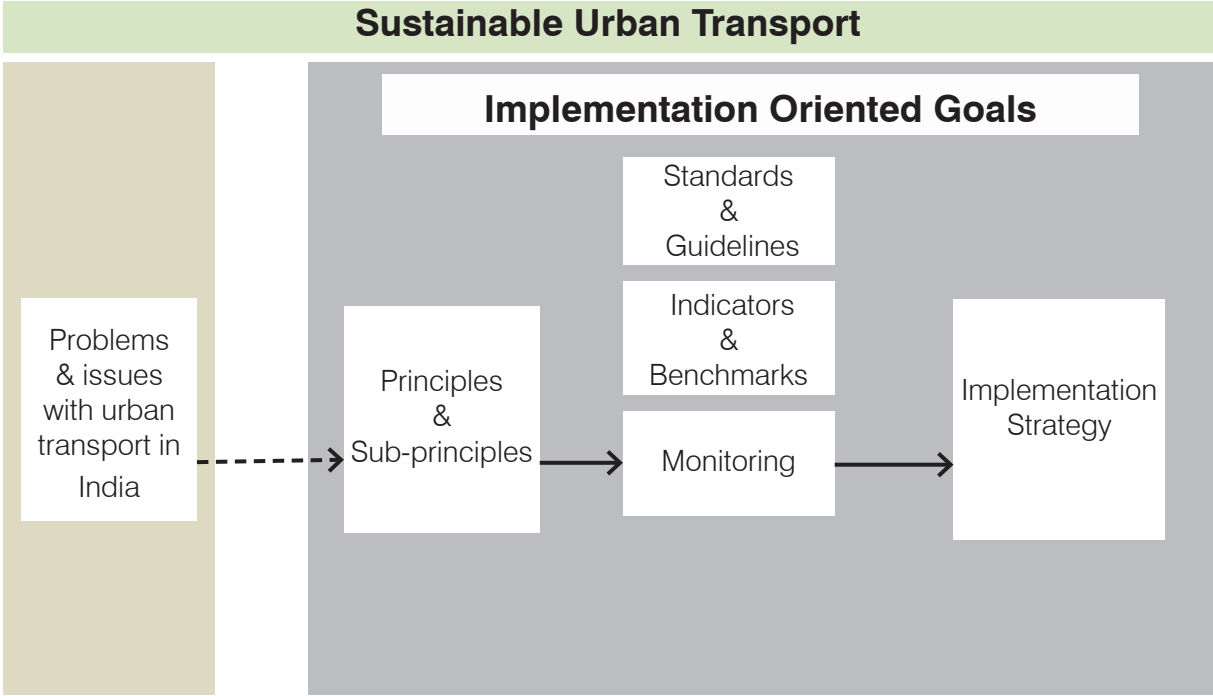 Sustainable Urban Transport
Implementation Oriented Goals
Problems
& issues
with urban
transport in
India
Principles
&
Sub-principles
Standards
&
Guidelines
Indicators
&
Benchmarks
Monitoring
Implementation
Strategy